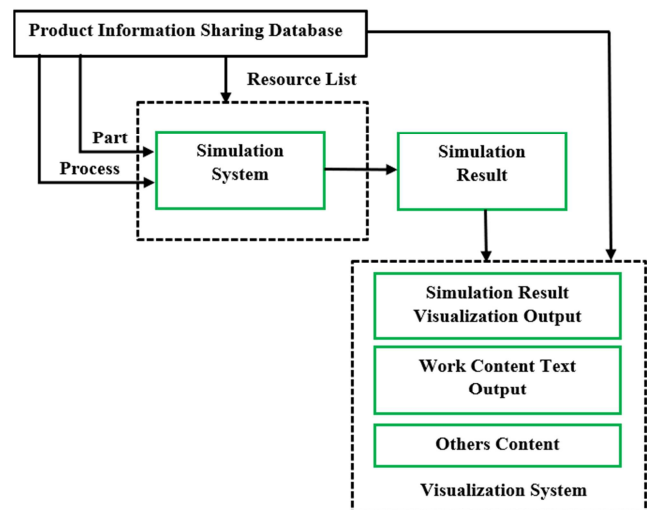 Product Information Sharing Database
Resource List
Part
Process
Simulation
System
Simulation
Result
Simulation Result
Visualization Output
Work Content Text
Output
Others Content
Visualization System